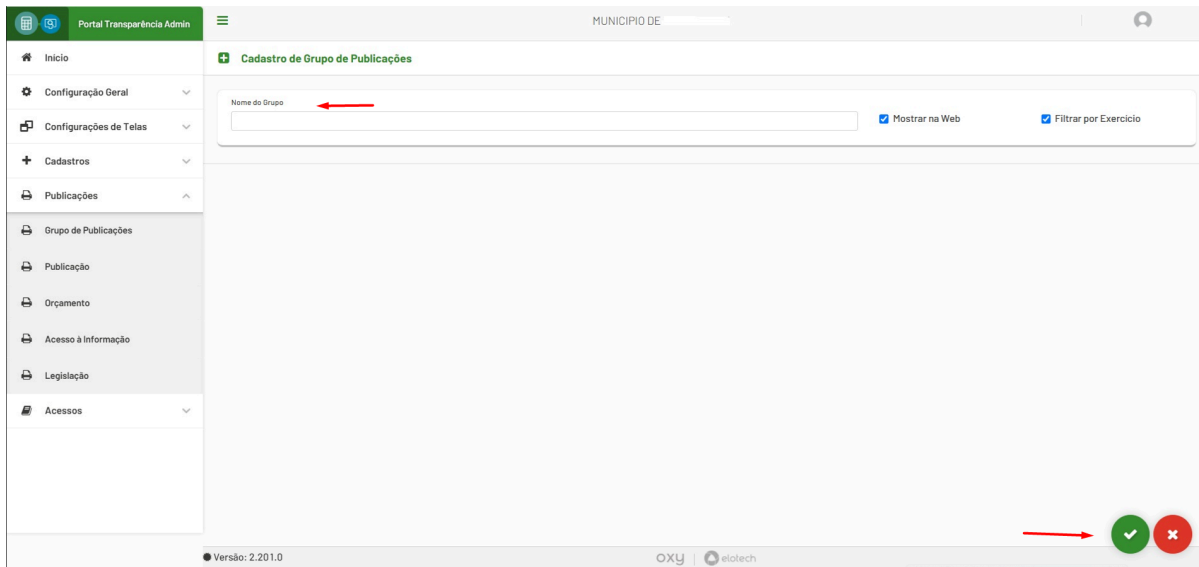 Portal Transparência Admin
MUNICIPIO DE
Início
Cadastro de Grupo de Publicações
Configuração Geral
Nome do Grupo
Mostrar na Web
Filtrar por Exercício
Configurações de Telas
Cadastros
Publicações
Grupo de Publicações
Publicação
Orçamento
Acesso à Informação
Legislação
Acessos
Versão: 2.201.0
oxy
elotech